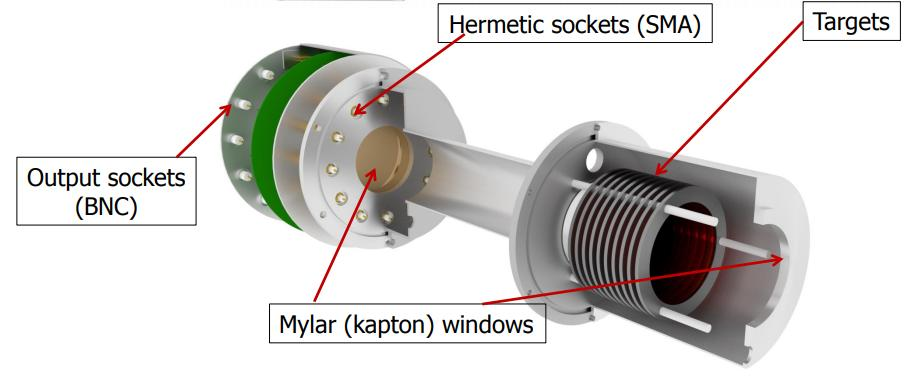 Hermetic sockets (SMA)
Targets
Output sockets
(BNC)
Mylar (kapton) windows